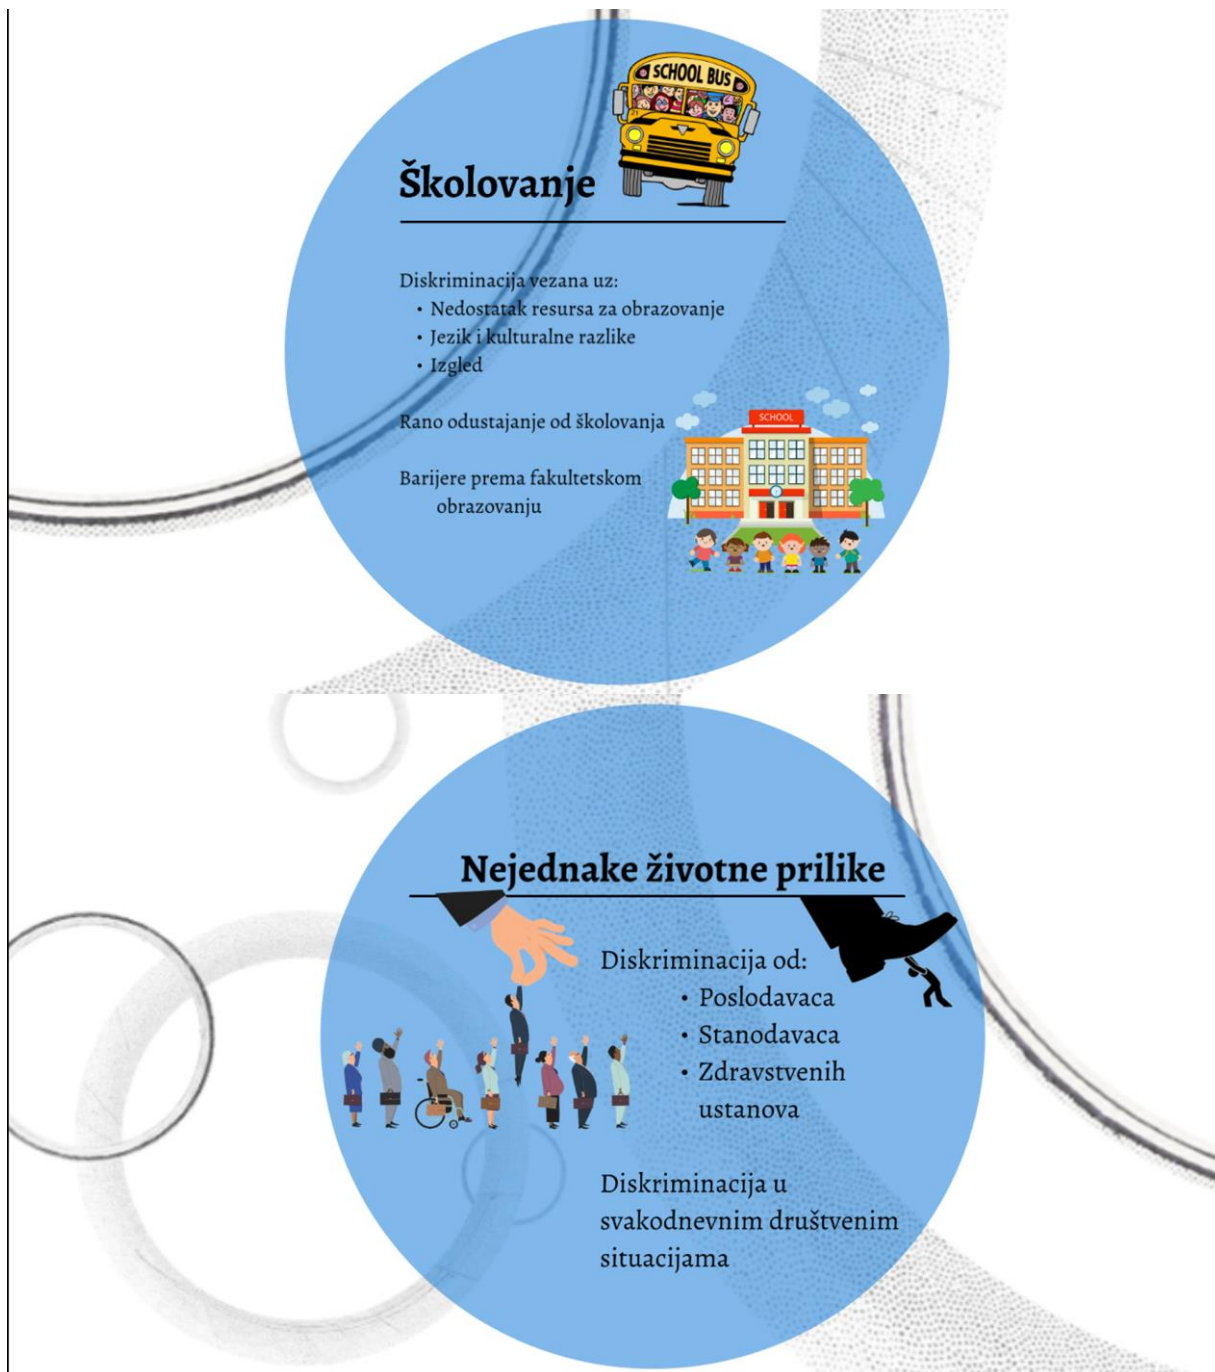 SCHOOL BUS
Školovanje
Diskriminacija vezana uz:
• Nedostatak resursa za obrazovanje
• Jezik i kulturalne razlike
• Izgled
Rano odustajanje od školovanja
SCHOOL
Barijere prema fakultetskom
obrazovanju
Nejednake životne prilike
Diskriminacija od:
• Poslodavaca
• Stanodavaca
• Zdravstvenih
ustanova
Diskriminacija u
svakodnevnim društvenim
situacijama